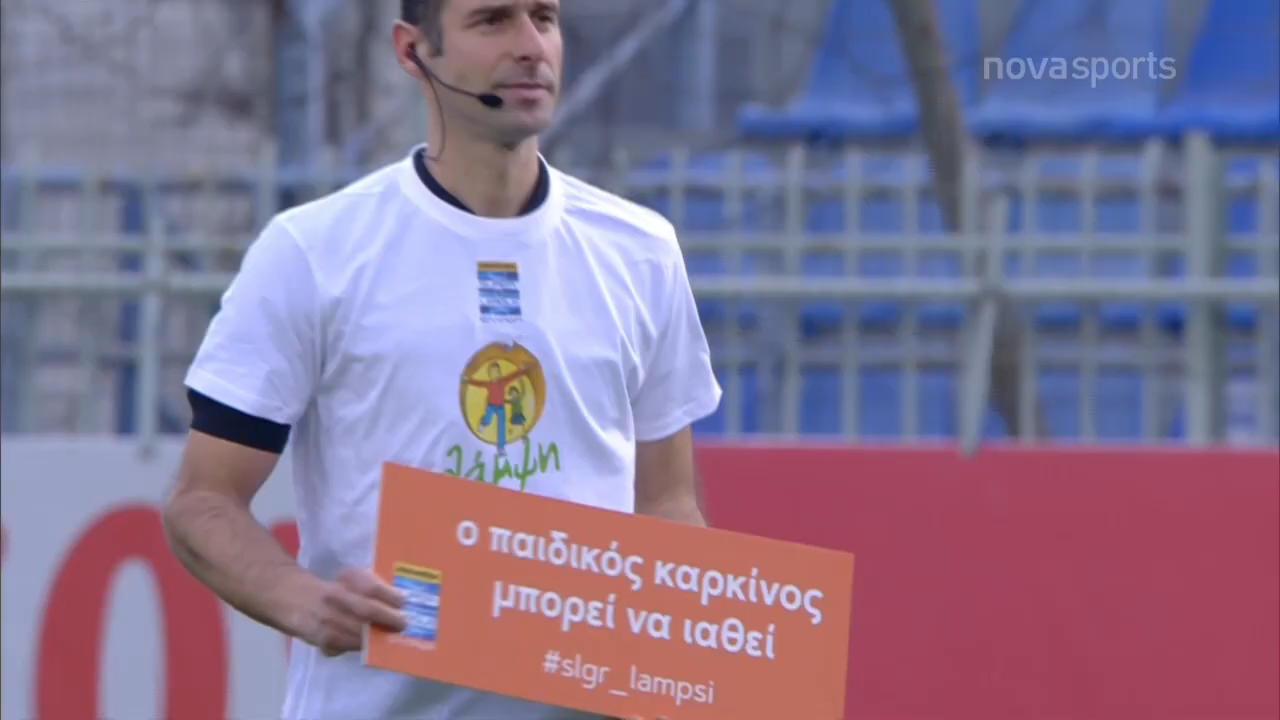 novasports
λάμψη
ο παιδικός καρκίνος
μπορεί να ιαθεί
#slgr_lampsi